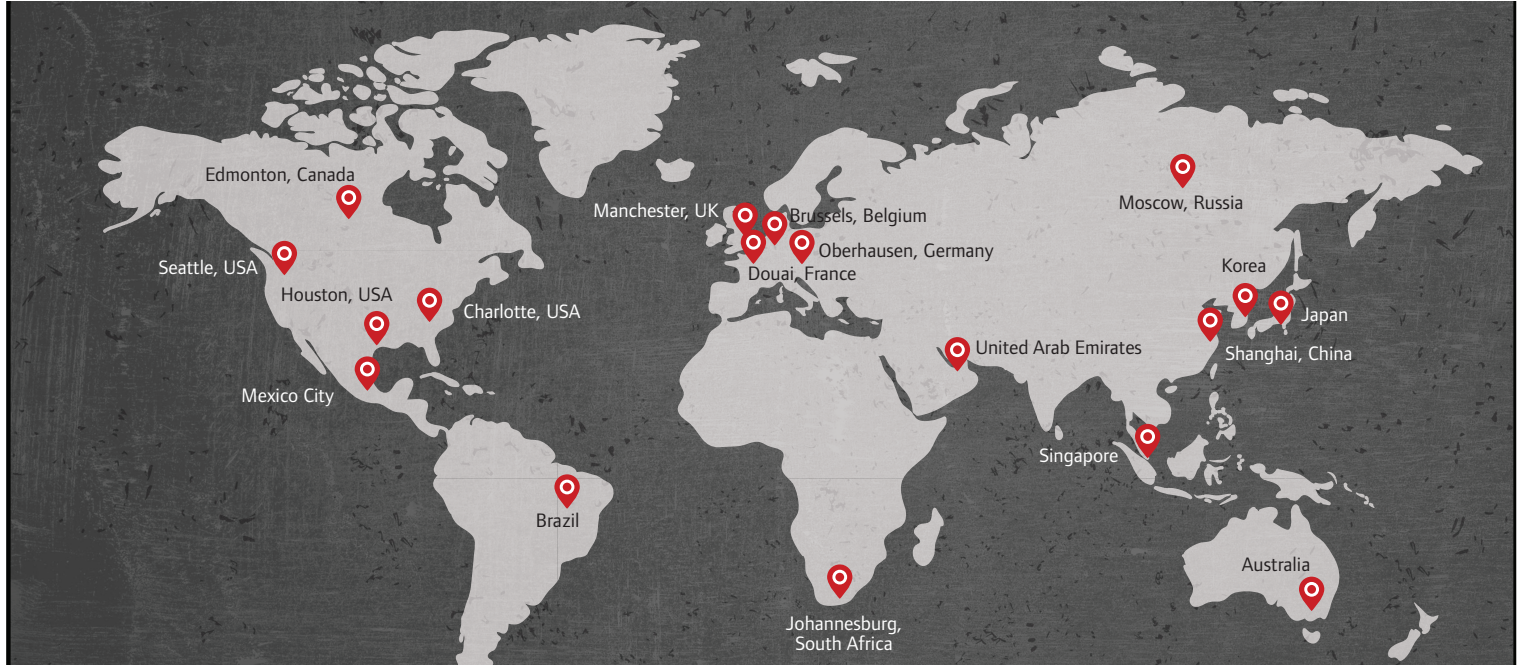 Edmonton, Canada
Seattle, USA
Houston, USA
Charlotte, USA
Mexico City
Brazil
Manchester, UK
Brussels, Belgium
Oberhausen, Germany
Douai, France
Moscow, Russia
Korea
Japan
Shanghai, China
United Arab Emirates
Singapore
Australia
Johannesburg,
South Africa